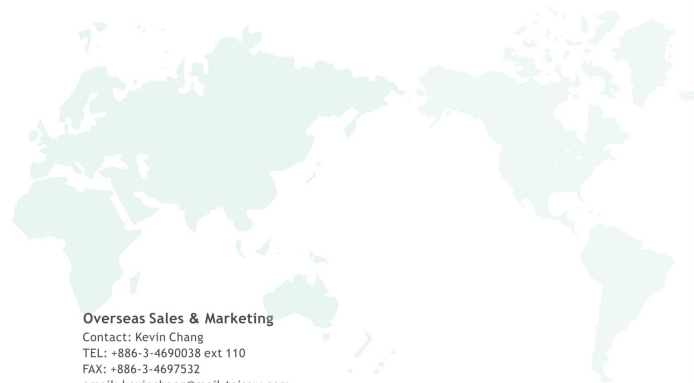 Overseas Sales & Marketing
Contact: Kevin Chang
TEL: +886-3-4690038 ext 110
FAX: +886-3-4697532